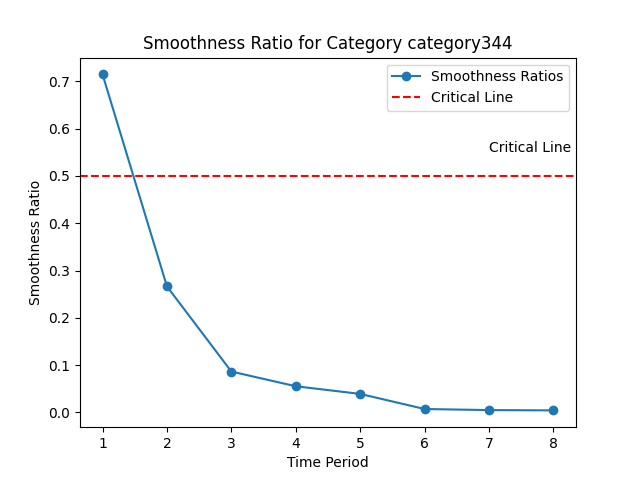 Smoothness Ratio for Category category344
Smoothness Ratios
Critical Line
Critical Line
Smoothness Ratio
0.7
0.6
0.5
0.4
0.3
0.2
0.1
0.0
1 2 3 4 5 6 7 8
Time Period